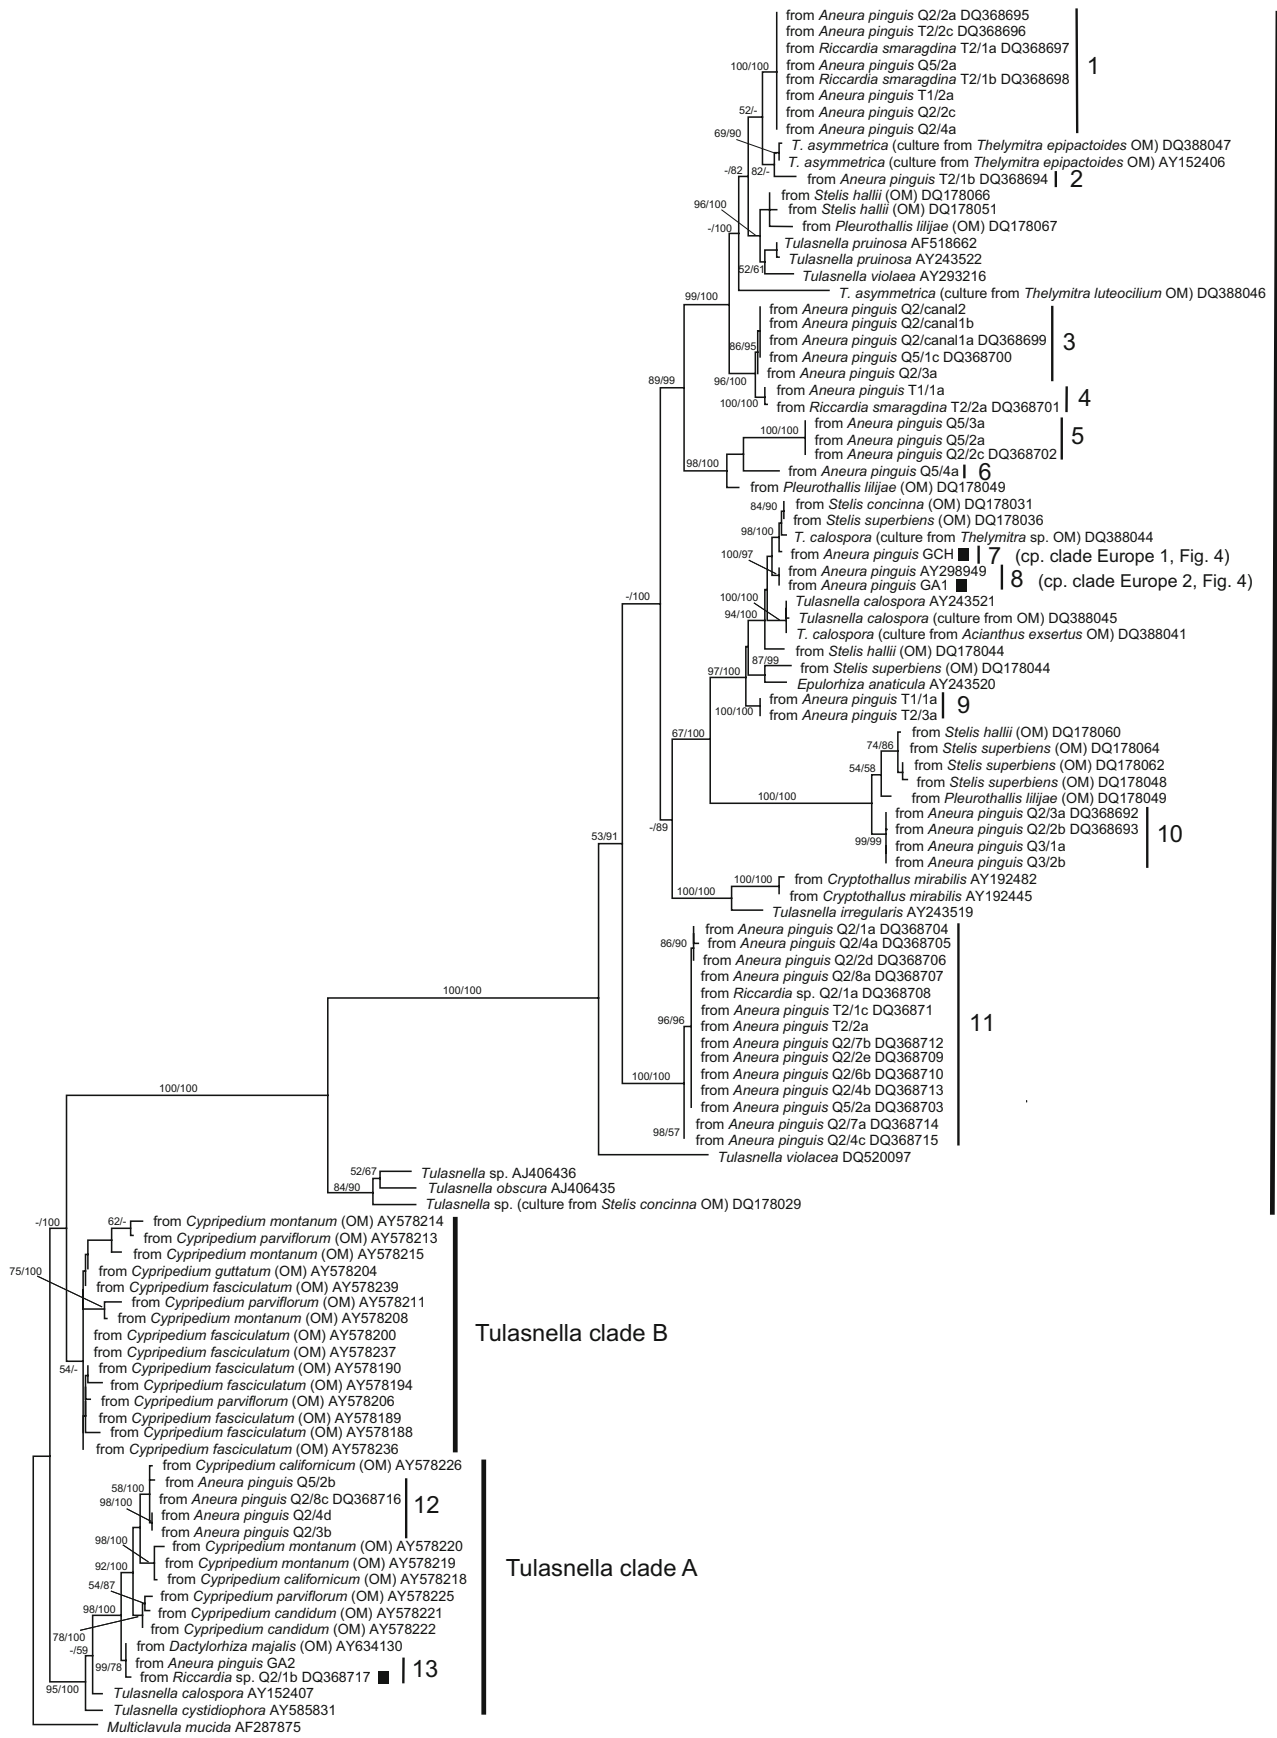 from Aneura pinguis Q2/2a DQ368695
from Aneura pinguis T2/2c DQ368696
from Riccardia smaragdina T2/1a DQ368697
100/100
from Aneura pinguis Q5/2a
1
from Riccardia smaragdina T2/1b DQ368698
from Aneura pinguis T1/2a
52/-
from Aneura pinguis Q2/2c
from Aneura pinguis Q2/4a
69/90
T. asymmetrica (culture from Thelymitra epipactoides OM) DQ388047
T. asymmetrica (culture from Thelymitra epipactoides OM) AY152406
-/82
82/-
from Aneura pinguis T2/1b DQ368694
2
from Stelis hallii (OM) DQ178066
96/100
from Stelis hallii (OM) DQ178051
-/100
from Pleurothallis lilijae (OM) DQ178067
Tulasnella pruinosa AF518662
Tulasnella pruinosa AY243522
52/61
Tulasnella violaea AY293216
T. asymmetrica (culture from Thelymitra luteocilium OM) DQ388046
99/100
from Aneura pinguis Q2/canal2
from Aneura pinguis Q2/canal1b
from Aneura pinguis Q2/canal1a DQ368699
3
86/95
from Aneura pinguis Q5/1c DQ368700
from Aneura pinguis Q2/3a
89/99
96/100
from Aneura pinguis T1/1a
4
100/100
from Riccardia smaragdina T2/2a DQ368701
from Aneura pinguis Q5/3a
100/100
from Aneura pinguis Q5/2a
5
from Aneura pinguis Q2/2c DQ368702
98/100
from Aneura pinguis Q5/4a
6
from Pleurothallis lilijae (OM) DQ178049
84/90
from Stelis concinna (OM) DQ178031
from Stelis superbiens (OM) DQ178036
98/100
T. calospora (culture from Thelymitra sp. OM) DQ388044
100/97
from Aneura pinguis GCH
7 (cp. clade Europe 1, Fig. 4)
from Aneura pinguis AY298949
8 (cp. clade Europe 2, Fig. 4)
from Aneura pinguis GA1
100/100
Tulasnella calospora AY243521
-/100
94/100
Tulasnella calospora (culture from OM) DQ388045
T. calospora (culture from Acianthus exsertus OM) DQ388041
from Stelis hallii (OM) DQ178044
87/99
from Stelis superbiens (OM) DQ178044
97/100
Epulorhiza anaticula AY243520
from Aneura pinguis T1/1a
9
100/100
from Aneura pinguis T2/3a
67/100
from Stelis hallii (OM) DQ178060
74/86
from Stelis superbiens (OM) DQ178064
54/58
from Stelis superbiens (OM) DQ178062
from Stelis superbiens (OM) DQ178048
100/100
from Pleurothallis lilijae (OM) DQ178049
from Aneura pinguis Q2/3a DQ368692
-/89
from Aneura pinguis Q2/2b DQ368693
10
53/91
99/99
from Aneura pinguis Q3/1a
from Aneura pinguis Q3/2b
100/100
from Cryptothallus mirabilis AY192482
100/100
from Cryptothallus mirabilis AY192445
Tulasnella irregularis AY243519
from Aneura pinguis Q2/1a DQ368704
86/90
from Aneura pinguis Q2/4a DQ368705
from Aneura pinguis Q2/2d DQ368706
from Aneura pinguis Q2/8a DQ368707
100/100
from Riccardia sp. Q2/1a DQ368708
from Aneura pinguis T2/1c DQ36871
96/96
from Aneura pinguis T2/2a
11
from Aneura pinguis Q2/7b DQ368712
from Aneura pinguis Q2/2e DQ368709
100/100
from Aneura pinguis Q2/6b DQ368710
100/100
from Aneura pinguis Q2/4b DQ368713
from Aneura pinguis Q5/2a DQ368703
98/57
from Aneura pinguis Q2/7a DQ368714
from Aneura pinguis Q2/4c DQ368715
Tulasnella violacea DQ520097
52/67
Tulasnella sp. AJ406436
84/90
Tulasnella obscura AJ406435
Tulasnella sp. (culture from Stelis concinna OM) DQ178029
-/100
62/-
from Cypripedium montanum (OM) AY578214
from Cypripedium parviflorum (OM) AY578213
from Cypripedium montanum (OM) AY578215
75/100
from Cypripedium guttatum (OM) AY578204
from Cypripedium fasciculatum (OM) AY578239
from Cypripedium parviflorum (OM) AY578211
from Cypripedium montanum (OM) AY578208
from Cypripedium fasciculatum (OM) AY578200
Tulasnella clade B
from Cypripedium fasciculatum (OM) AY578237
54/-
from Cypripedium fasciculatum (OM) AY578190
from Cypripedium fasciculatum (OM) AY578194
from Cypripedium parviflorum (OM) AY578206
from Cypripedium fasciculatum (OM) AY578189
from Cypripedium fasciculatum (OM) AY578188
from Cypripedium fasciculatum (OM) AY578236
from Cypripedium californicum (OM) AY578226
58/100
from Aneura pinguis Q5/2b
98/100
from Aneura pinguis Q2/8c DQ368716
12
from Aneura pinguis Q2/4d
from Aneura pinguis Q2/3b
98/100
from Cypripedium montanum (OM) AY578220
92/100
from Cypripedium montanum (OM) AY578219
Tulasnella clade A
from Cypripedium californicum (OM) AY578218
54/87
from Cypripedium parviflorum (OM) AY578225
98/100
from Cypripedium candidum (OM) AY578221
from Cypripedium candidum (OM) AY578222
78/100
-/59
from Dactylorhiza majalis (OM) AY634130
99/78
from Aneura pinguis GA2
13
from Riccardia sp. Q2/1b DQ368717
95/100
Tulasnella calospora AY152407
Tulasnella cystidiophora AY585831
Multiclavula mucida AF287875